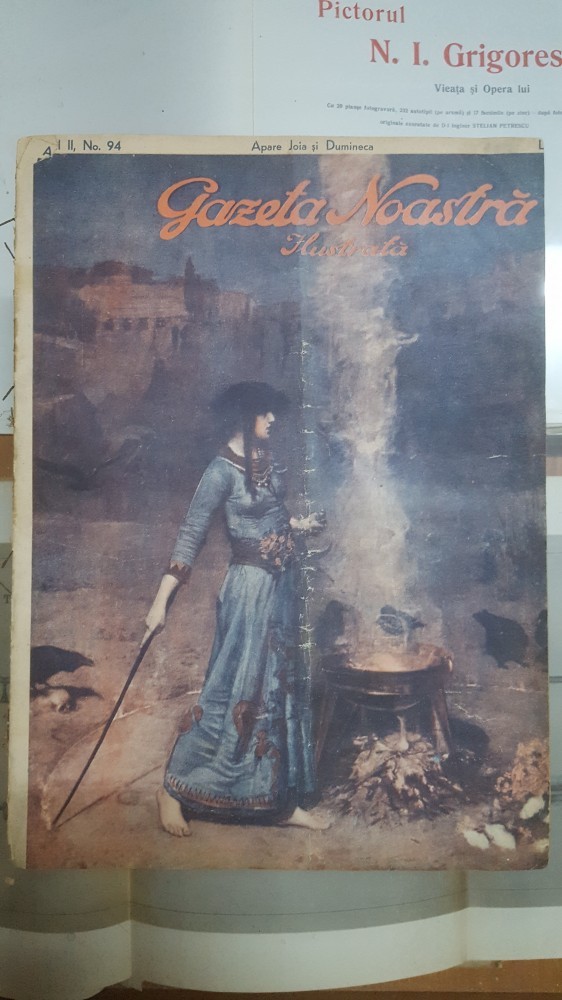 Pictorul
N. I. Grigores
Vieața și Opera lui
originale executate de D-l inginer STELIAN PETRESCU
A I II, No. 94 Apare Joia și Dumineca L
Gazeta Noastră
Ilustrată